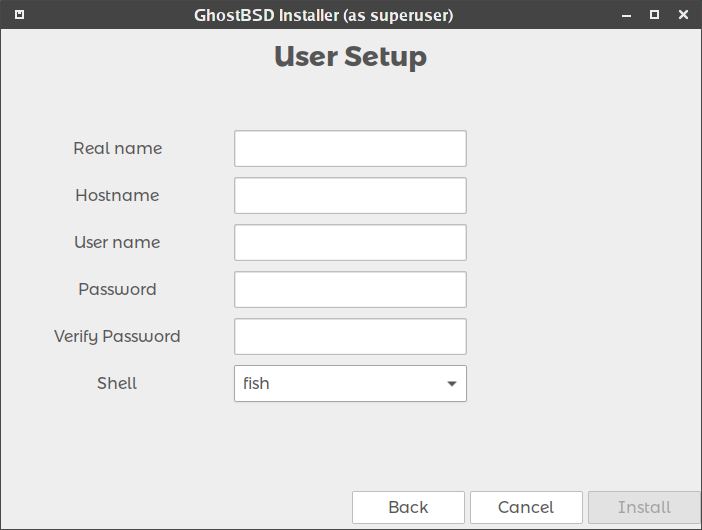 GhostBSD Installer (as superuser)
User Setup
Real name
Hostname
User name
Password
Verify Password
Shell
fish
Back
Cancel
Install